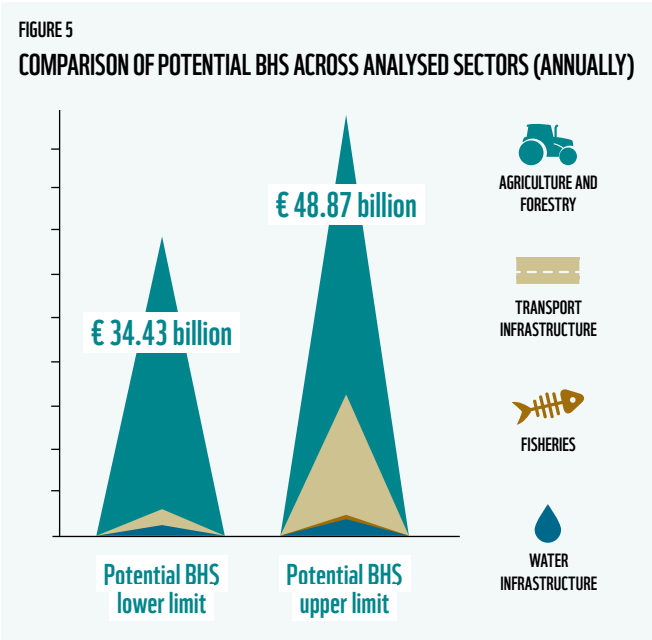 FIGURE 5
COMPARISON OF POTENTIAL BHS ACROSS ANALYSED SECTORS (ANNUALLY)
€ 34.43 billion
€ 48.87 billion
Potential BHS
lower limit
Potential BHS
upper limit
AGRICULTURE AND
FORESTRY
TRANSPORT
INFRASTRUCTURE
FISHERIES
WATER
INFRASTRUCTURE